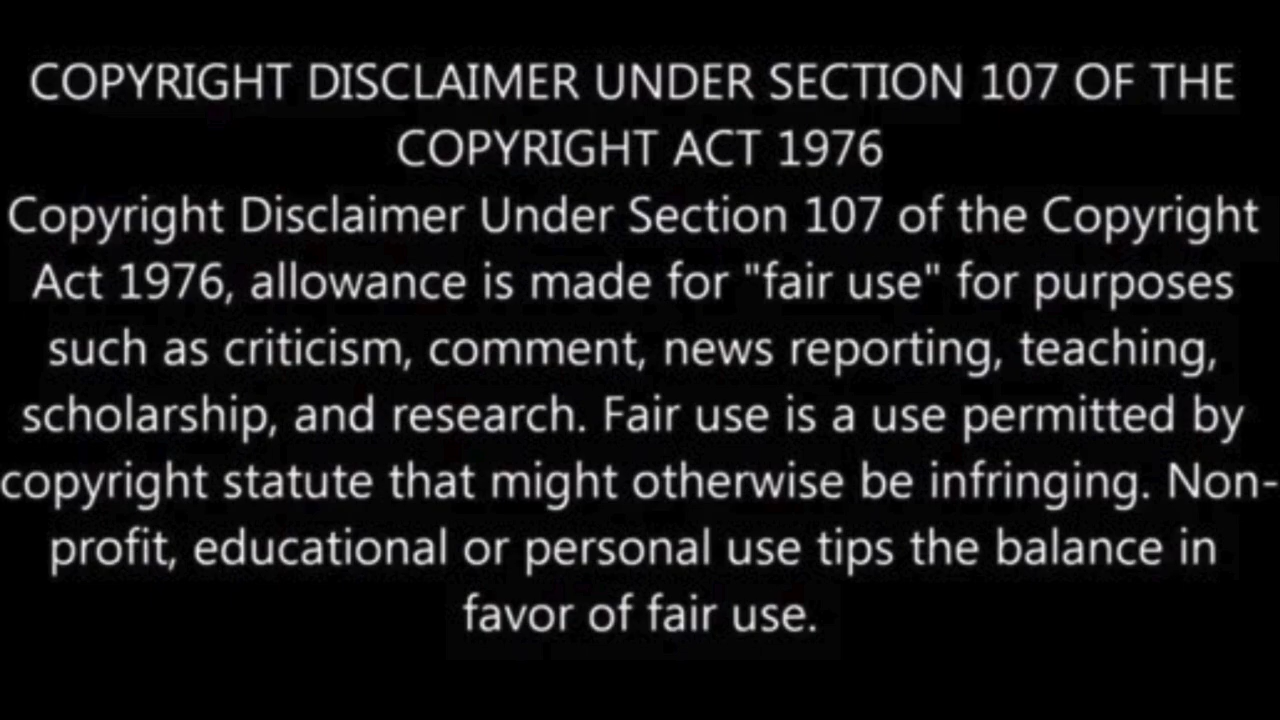 COPYRIGHT DISCLAIMER UNDER SECTION 107 OF THE
COPYRIGHT ACT 1976
Copyright Disclaimer Under Section 107 of the Copyright
Act 1976, allowance is made for "fair use" for purposes
such as criticism, comment, news reporting, teaching,
scholarship, and research. Fair use is a use permitted by
copyright statute that might otherwise be infringing. Non-
profit, educational or personal use tips the balance in
favor of fair use.